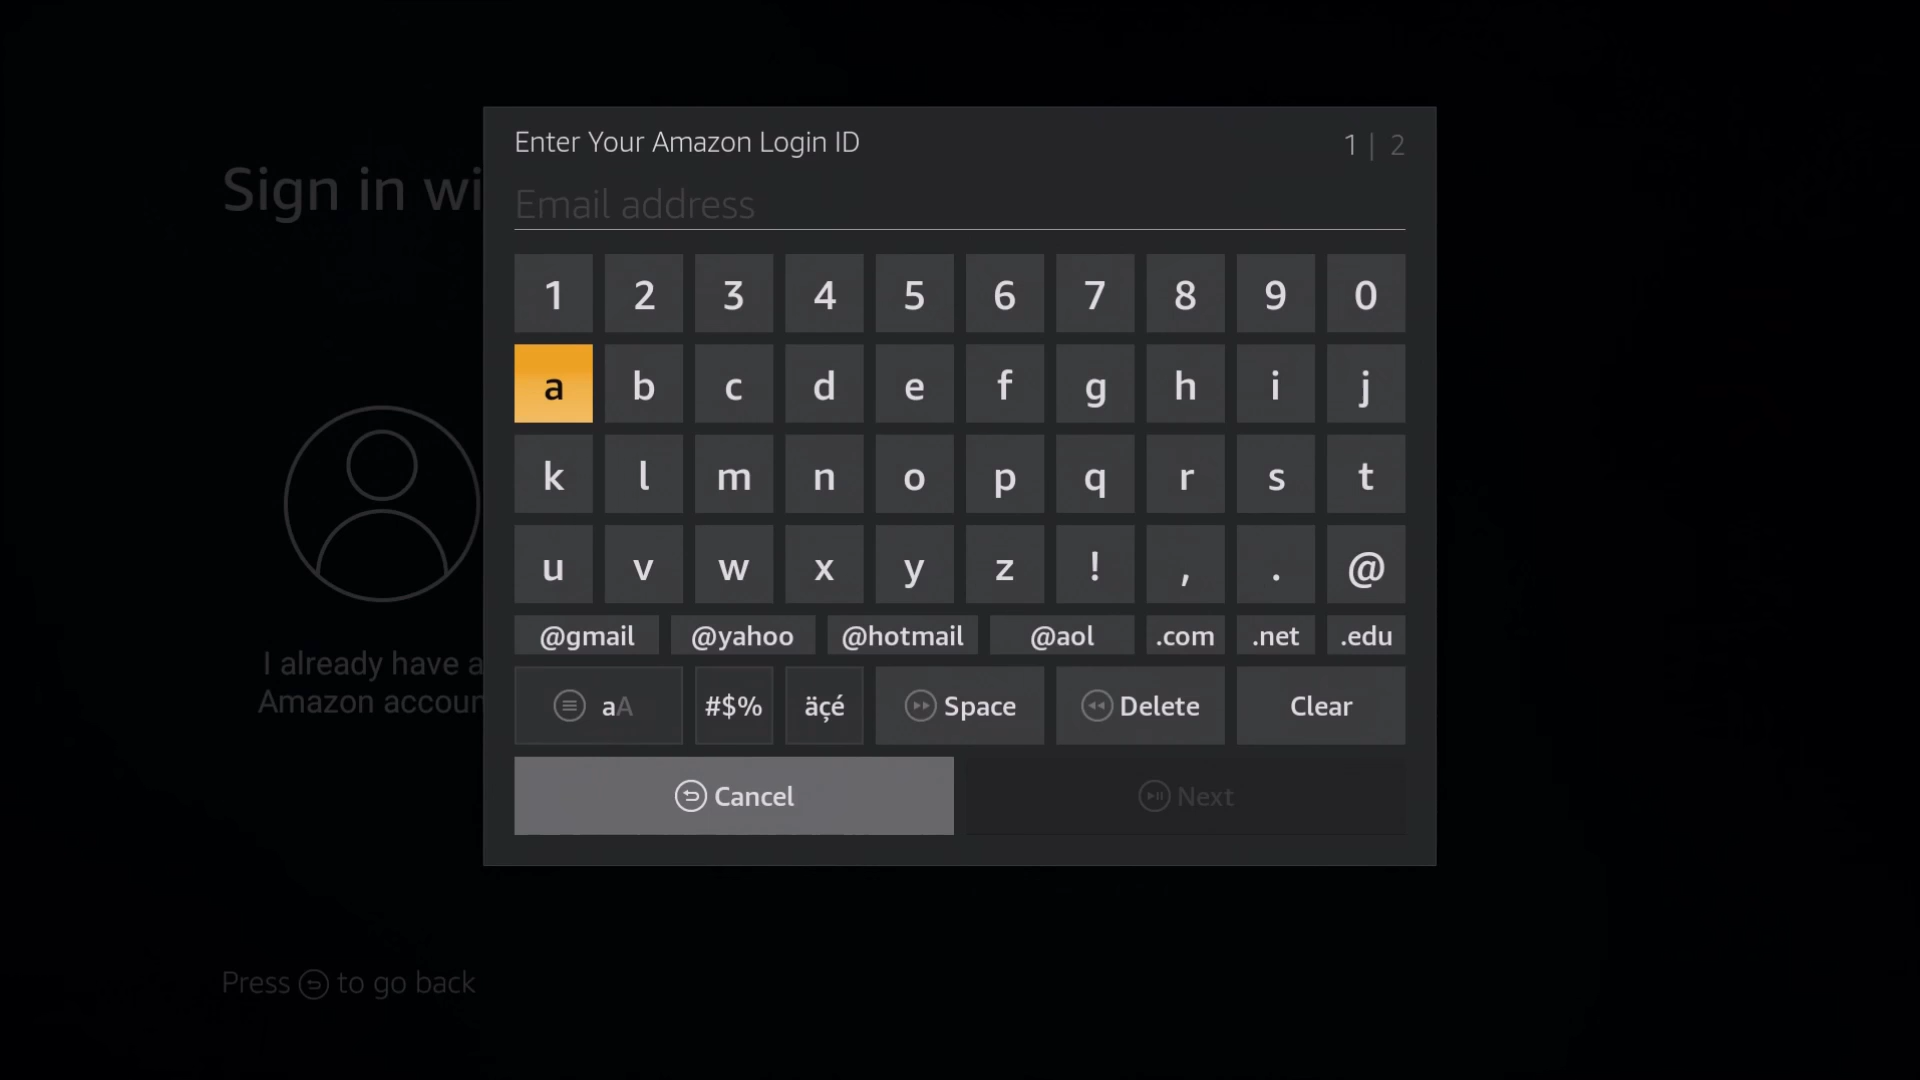 Enter Your Amazon Login ID
1 | 2
Sign in wi
Email address
1 2 3 4 5 6 7 8 9 0
a b c d e f g h i j
k l m n o p q r s t
u v w x y z ! , . @
@gmail @yahoo @hotmail @aol .com .net .edu
I already have a
Amazon accoun
aA #$% äçé Space Delete Clear
Cancel Next
Press to go back